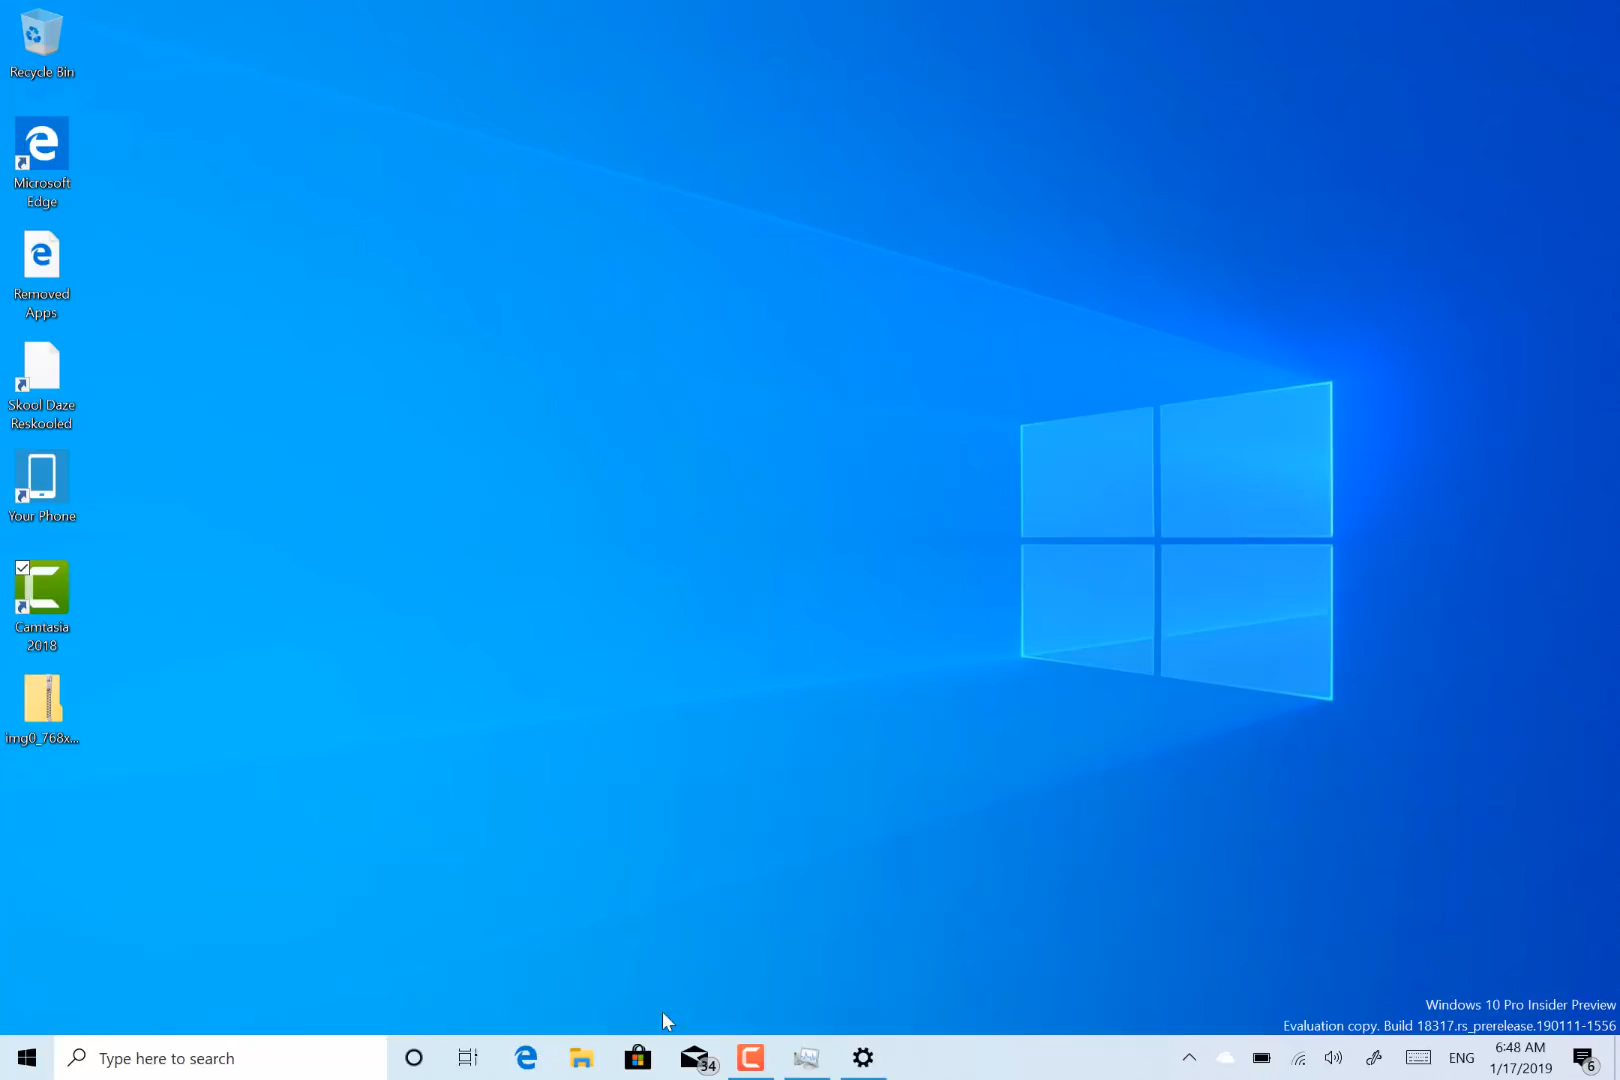 Recycle Bin
Microsoft
Edge
Removed
Apps
Skool Daze
Reskooled
Your Phone
Camtasia
2018
img0_768x...
Windows 10 Pro Insider Preview
Evaluation copy. Build 18317.rs_prerelease.190111-1556
Type here to search
34
ENG
6:48 AM
1/17/2019
6